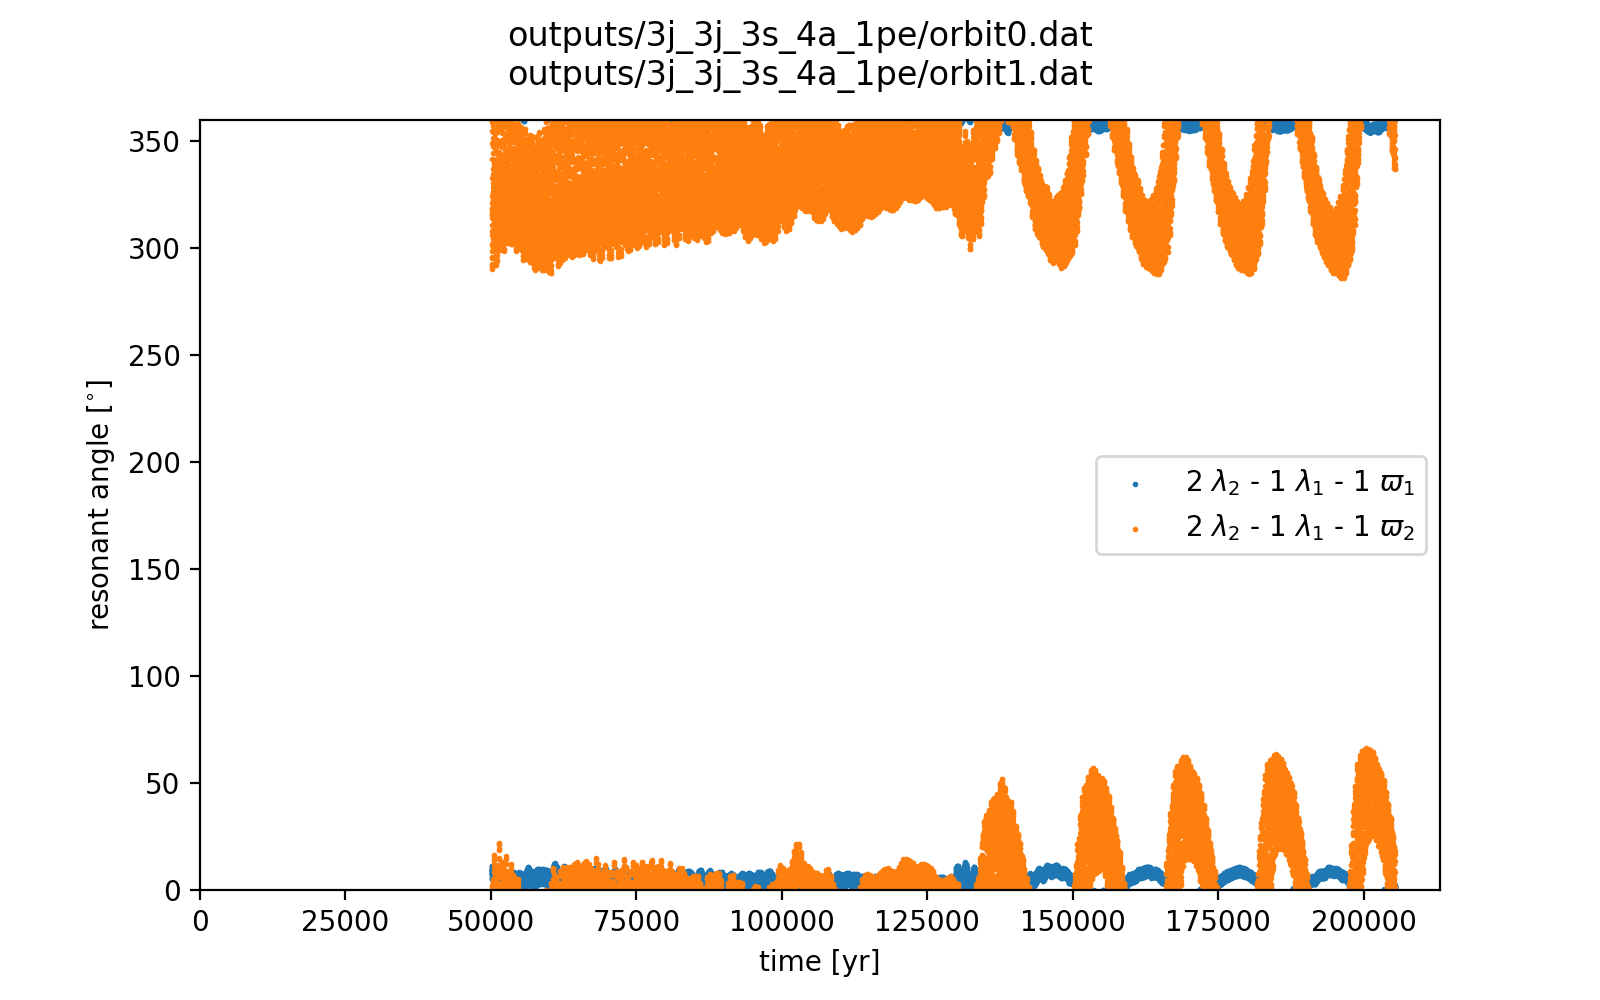 outputs/3j_3j_3s_4a_1pe/orbit0.dat
outputs/3j_3j_3s_4a_1pe/orbit1.dat
350
300
250
200
150
100
50
0
resonant angle [°]
2 λ₂ - 1 λ₁ - 1 ϖ₁
2 λ₂ - 1 λ₁ - 1 ϖ₂
0 25000 50000 75000 100000 125000 150000 175000 200000
time [yr]